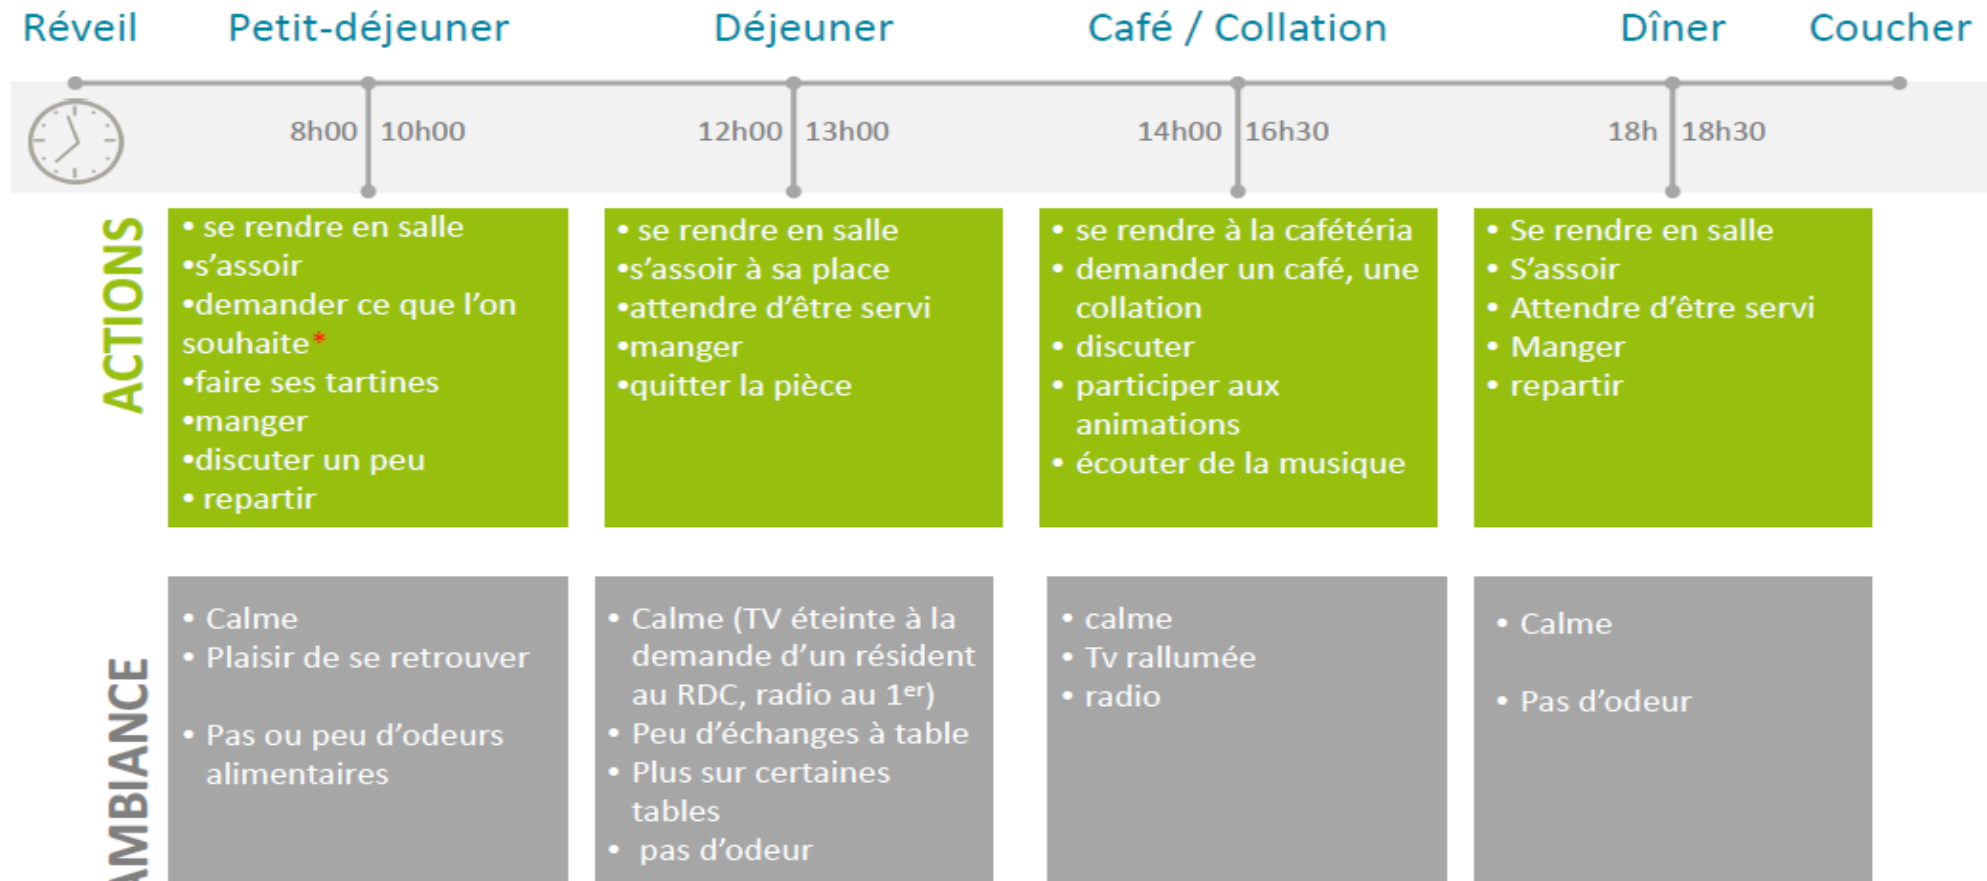 Réveil
Petit-déjeuner
Déjeuner
Café / Collation
Dîner
Coucher
8h00 10h00
12h00 13h00
14h00 16h30
18h 18h30
ACTIONS
• se rendre en salle
•s’assoir
•demander ce que l’on
souhaite*
•faire ses tartines
•manger
•discuter un peu
• repartir
• se rendre en salle
•s’assoir à sa place
•attendre d’être servi
•manger
•quitter la pièce
• se rendre à la cafétéria
• demander un café, une
collation
• discuter
• participer aux
animations
• écouter de la musique
• Se rendre en salle
• S’assoir
• Attendre d’être servi
• Manger
• repartir
AMBIANCE
• Calme
• Plaisir de se retrouver
• Pas ou peu d’odeurs
alimentaires
• Calme (TV éteinte à la
demande d’un résident
au RDC, radio au 1er)
• Peu d’échanges à table
• Plus sur certaines
tables
• pas d’odeur
• calme
• Tv rallumée
• radio
• Calme
• Pas d’odeur